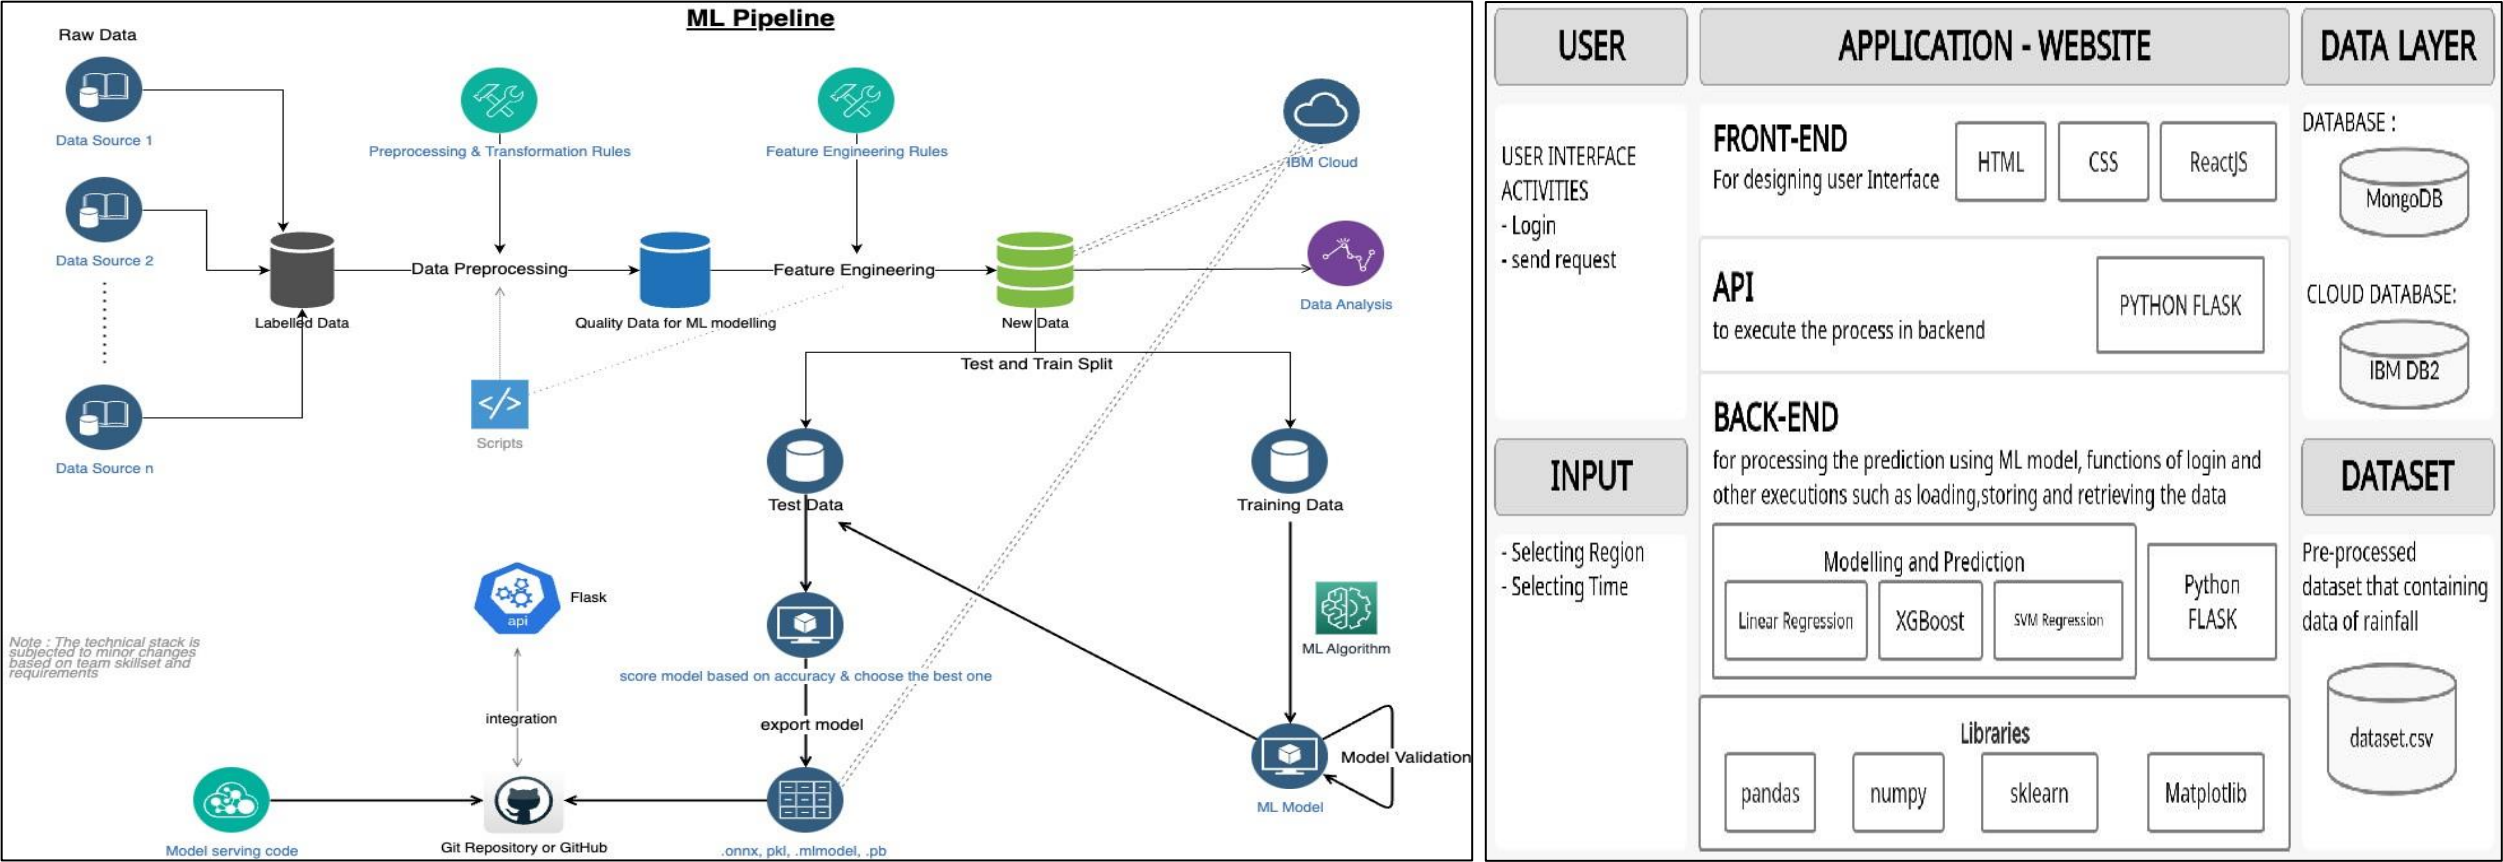 ML Pipeline
Raw Data
Data Source 1
Data Source 2
Data Source n
Labelled Data
Preprocessing & Transformation Rules
Data Preprocessing
Scripts
Quality Data for ML modelling
Feature Engineering Rules
Feature Engineering
New Data
IBM Cloud
Data Analysis
Test and Train Split
Test Data
Training Data
ML Algorithm
Model Validation
ML Model
score model based on accuracy & choose the best one
export model
.onnx, pkl, .mlmodel, .pb
api
Flask
integration
Git Repository or GitHub
Model serving code
Note : The technical stack is
subjected to minor changes
based on team skillset and
requirements
USER
USER INTERFACE
ACTIVITIES
- Login
- send request
INPUT
- Selecting Region
- Selecting Time
APPLICATION - WEBSITE
FRONT-END
For designing user Interface
HTML
CSS
ReactJS
API
to execute the process in backend
PYTHON FLASK
BACK-END
for processing the prediction using ML model, functions of login and
other executions such as loading,storing and retrieving the data
Modelling and Prediction
Linear Regression
XGBoost
SVM Regression
Python
FLASK
Libraries
pandas
numpy
sklearn
Matplotlib
DATA LAYER
DATABASE :
MongoDB
CLOUD DATABASE:
IBM DB2
DATASET
Pre-processed
dataset that containing
data of rainfall
dataset.csv